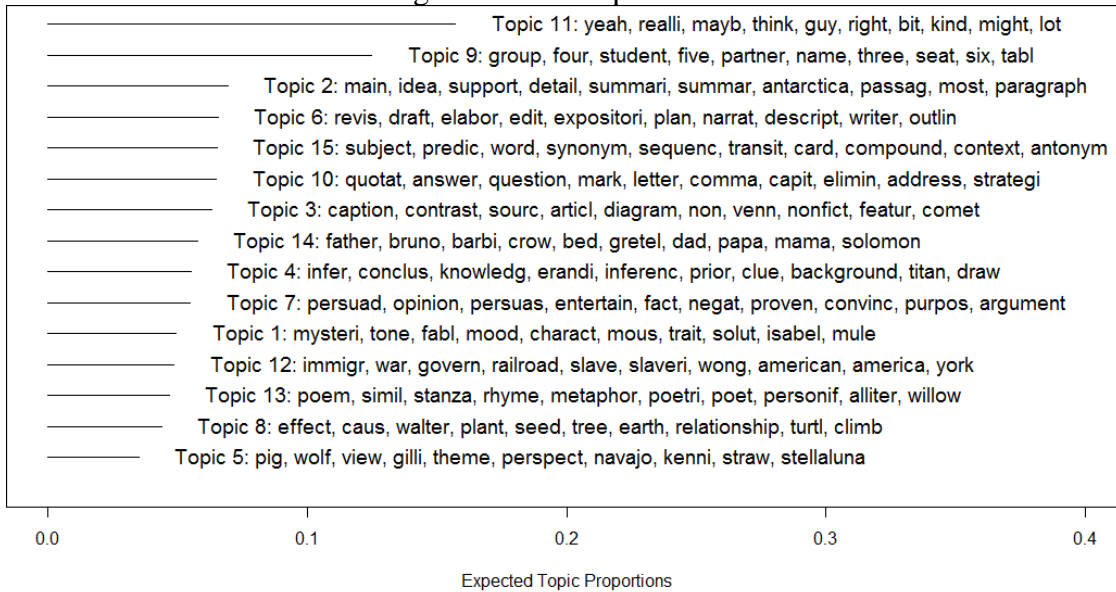 Topic 11: yeah, realli, mayb, think, guy, right, bit, kind, might, lot
Topic 9: group, four, student, five, partner, name, three, seat, six, tabl
Topic 2: main, idea, support, detail, summari, summar, antarctica, passag, most, paragraph
Topic 6: revis, draft, elabor, edit, expositori, plan, narrat, descript, writer, outlin
Topic 15: subject, predic, word, synonym, sequenc, transit, card, compound, context, antonym
Topic 10: quotat, answer, question, mark, letter, comma, capit, elimin, address, strategi
Topic 3: caption, contrast, sourc, articl, diagram, non, venn, nonfict, featur, comet
Topic 14: father, bruno, barbi, crow, bed, gretel, dad, papa, mama, solomon
Topic 4: infer, conclus, knowledg, erandi, inferenc, prior, clue, background, titan, draw
Topic 7: persuad, opinion, persuas, entertain, fact, negat, proven, convinc, purpos, argument
Topic 1: mysteri, tone, fabl, mood, charact, mous, trait, solut, isabel, mule
Topic 12: immigr, war, govern, railroad, slave, slaveri, wong, american, america, york
Topic 13: poem, simil, stanza, rhyme, metaphor, poetri, poet, personif, alliter, willow
Topic 8: effect, caus, walter, plant, seed, tree, earth, relationship, turtl, climb
Topic 5: pig, wolf, view, gilli, theme, perspect, navajo, kenni, straw, stellaluna
0.0 0.1 0.2 0.3 0.4
Expected Topic Proportions